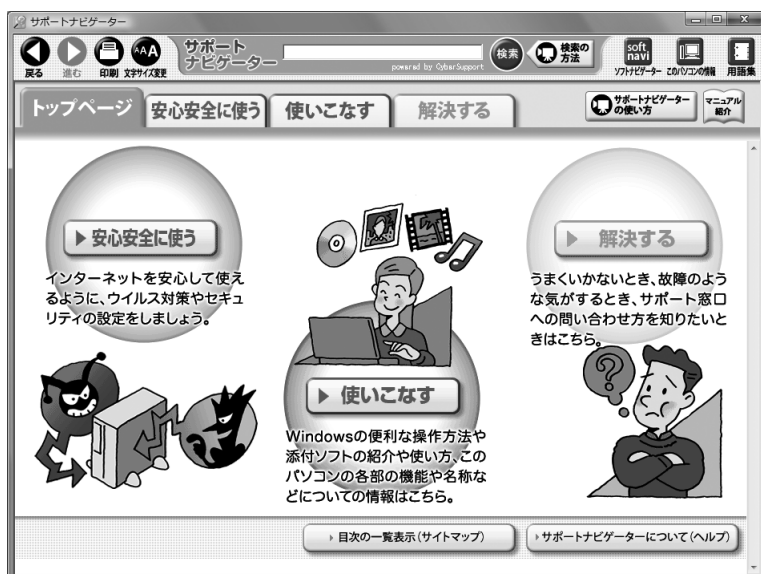 サポートナビゲーター
戻る
進む
印刷
AAA
文字サイズ変更
サポート
ナビゲーター
powered by CyberSupport
検索
検索の
方法
soft
navi
ソフトナビゲーター
このパソコンの情報
用語集
トップページ
安心安全に使う
使いこなす
解決する
サポートナビゲーター
の使い方
マニュアル
紹介
安心安全に使う
インターネットを安心して使え
るように、ウイルス対策やセキュ
リティの設定をしましょう。
使いこなす
Windowsの便利な操作方法や
添付ソフトの紹介や使い方、この
パソコンの各部の機能や名称な
どについての情報はこちら。
解決する
うまくいかないとき、故障のよう
な気がするとき、サポート窓口
への問い合わせ方を知りたいと
きはこちら。
?
目次の一覧表示(サイトマップ)
サポートナビゲーターについて(ヘルプ)